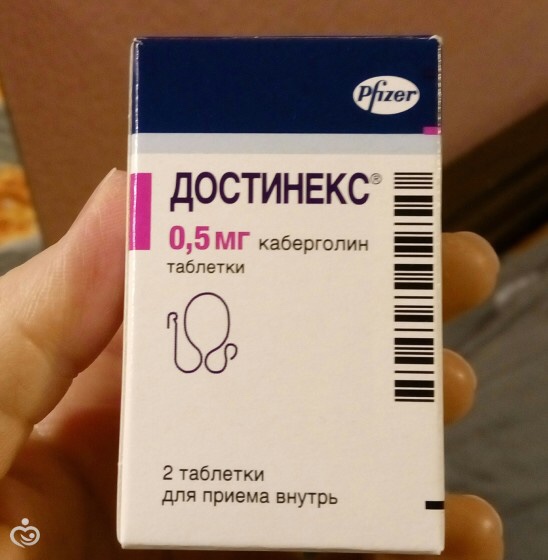 Pfizer
ДОСТИНЕКС®
0,5 мг каберголин
таблетки
2 таблетки
для приема внутрь